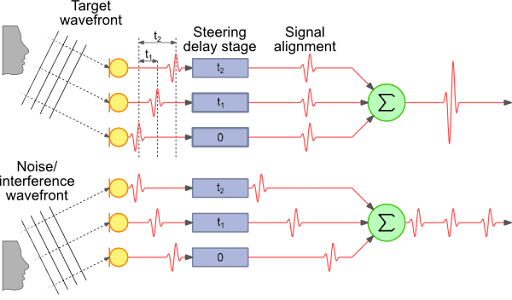 Target
wavefront
Steering
delay stage
Signal
alignment
t₂
t₁
t₂
t₁
0
Σ
Noise/
interference
wavefront
t₂
t₁
0
Σ